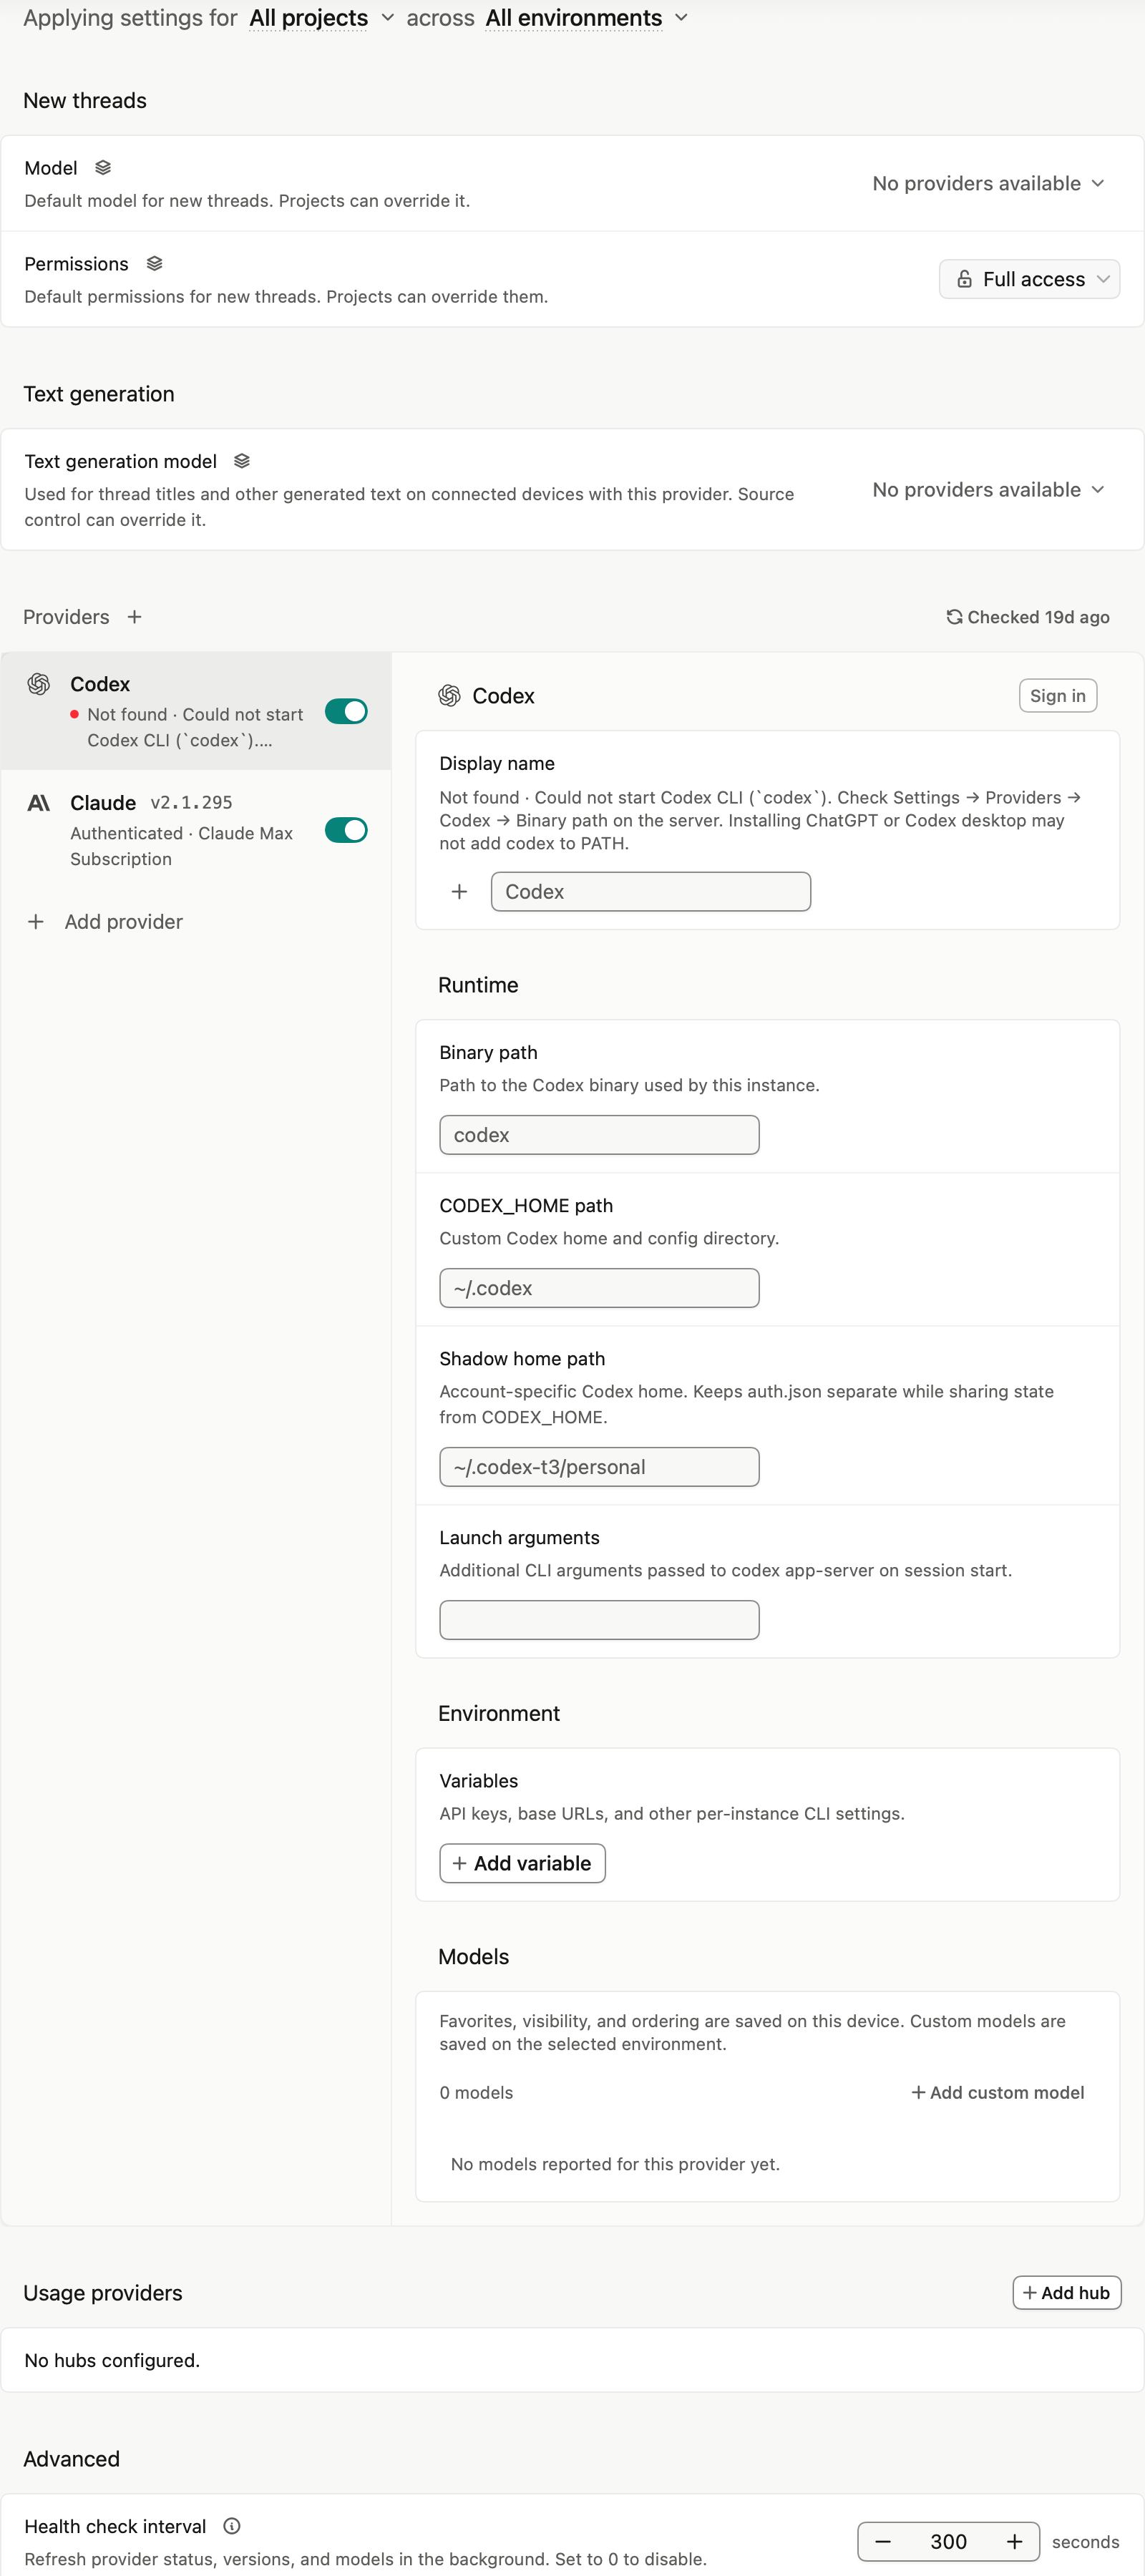 Applying settings for All projects across All environments
New threads
Model
Default model for new threads. Projects can override it.
No providers available
Permissions
Default permissions for new threads. Projects can override them.
Full access
Text generation
Text generation model
Used for thread titles and other generated text on connected devices with this provider. Source
control can override it.
No providers available
Providers
Checked 19d ago
Codex
Not found · Could not start
Codex CLI (`codex`)....
Claude v2.1.295
Authenticated · Claude Max
Subscription
Add provider
Codex
Sign in
Display name
Not found · Could not start Codex CLI (`codex`). Check Settings → Providers →
Codex → Binary path on the server. Installing ChatGPT or Codex desktop may
not add codex to PATH.
Codex
Runtime
Binary path
Path to the Codex binary used by this instance.
codex
CODEX_HOME path
Custom Codex home and config directory.
~/.codex
Shadow home path
Account-specific Codex home. Keeps auth.json separate while sharing state
from CODEX_HOME.
~/.codex-t3/personal
Launch arguments
Additional CLI arguments passed to codex app-server on session start.
Environment
Variables
API keys, base URLs, and other per-instance CLI settings.
+ Add variable
Models
Favorites, visibility, and ordering are saved on this device. Custom models are
saved on the selected environment.
0 models
+ Add custom model
No models reported for this provider yet.
Usage providers
+ Add hub
No hubs configured.
Advanced
Health check interval
Refresh provider status, versions, and models in the background. Set to 0 to disable.
− 300 + seconds